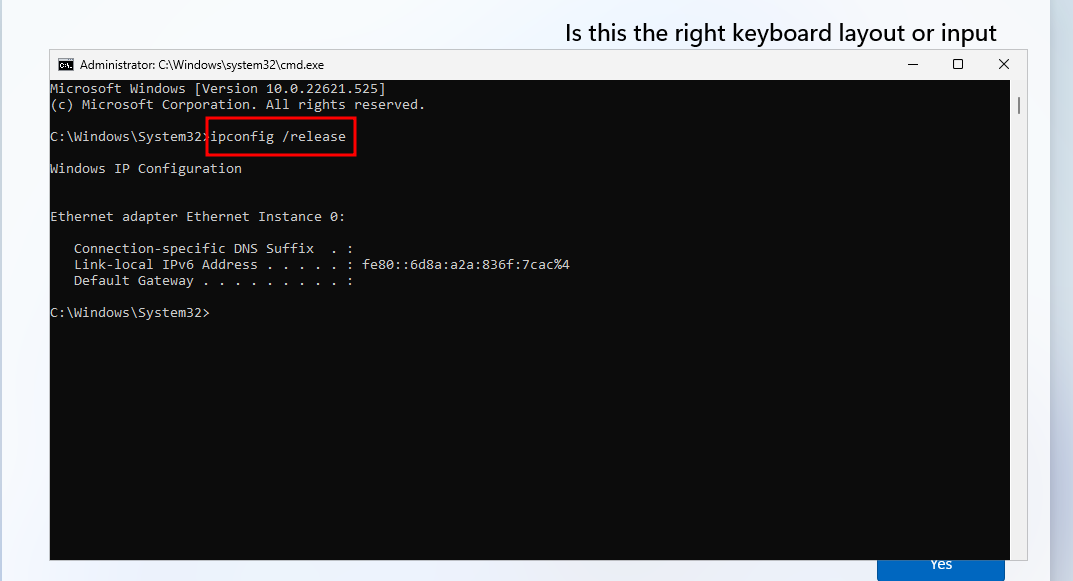 Is this the right keyboard layout or input
Administrator: C:\Windows\system32\cmd.exe
Microsoft Windows [Version 10.0.22621.525]
(c) Microsoft Corporation. All rights reserved.
C:\Windows\System32>ipconfig /release
Windows IP Configuration
Ethernet adapter Ethernet Instance 0:
Connection-specific DNS Suffix  . :
Link-local IPv6 Address . . . . . : fe80::6d8a:a2a:836f:7cac%4
Default Gateway . . . . . . . . . :
C:\Windows\System32>
Yes